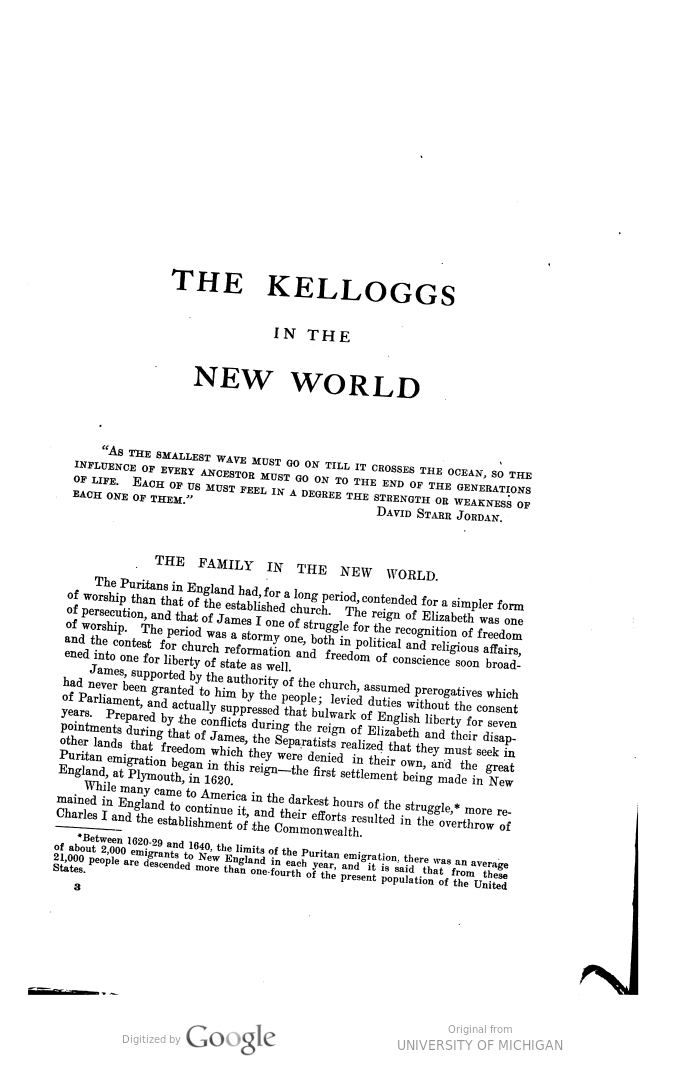 THE KELLOGGS
IN THE
NEW WORLD
"As the smallest wave must go on till it crosses the ocean, so the
influence of every ancestor must go on to the end of the generations
of life. Each of us must feel in a degree the strength or weakness of
each one of them."
David Starr Jordan.
THE FAMILY IN THE NEW WORLD.
The Puritans in England had, for a long period, contended for a simpler form
of worship than that of the established church. The reign of Elizabeth was one
of persecution, and that of James I one of struggle for the recognition of freedom
of worship. The period was a stormy one, both in political and religious affairs,
and the contest for church reformation and freedom of conscience soon broad-
ened into one for liberty of state as well.
James, supported by the authority of the church, assumed prerogatives which
had never been granted to him by the people; levied duties without the consent
of Parliament, and actually suppressed that bulwark of English liberty for seven
years. Prepared by the conflicts during the reign of Elizabeth and their disap-
pointments during that of James, the Separatists realized that they must seek in
other lands that freedom which they were denied in their own, and the great
Puritan emigration began in this reign—the first settlement being made in New
England, at Plymouth, in 1620.
While many came to America in the darkest hours of the struggle,* more re-
mained in England to continue it, and their efforts resulted in the overthrow of
Charles I and the establishment of the Commonwealth.
*Between 1620-29 and 1640, the limits of the Puritan emigration, there was an average
of about 2,000 emigrants to New England in each year, and it is said that from these
21,000 people are descended more than one-fourth of the present population of the United
States.
3
Digitized by Google
Original from
UNIVERSITY OF MICHIGAN